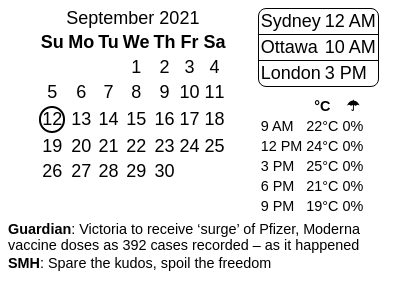 September 2021
Su Mo Tu We Th Fr Sa
1 2 3 4
5 6 7 8 9 10 11
12 13 14 15 16 17 18
19 20 21 22 23 24 25
26 27 28 29 30
Sydney 12 AM
Ottawa 10 AM
London 3 PM
°C ☂
9 AM 22°C 0%
12 PM 24°C 0%
3 PM 25°C 0%
6 PM 21°C 0%
9 PM 19°C 0%
Guardian: Victoria to receive ‘surge’ of Pfizer, Moderna
vaccine doses as 392 cases recorded – as it happened
SMH: Spare the kudos, spoil the freedom